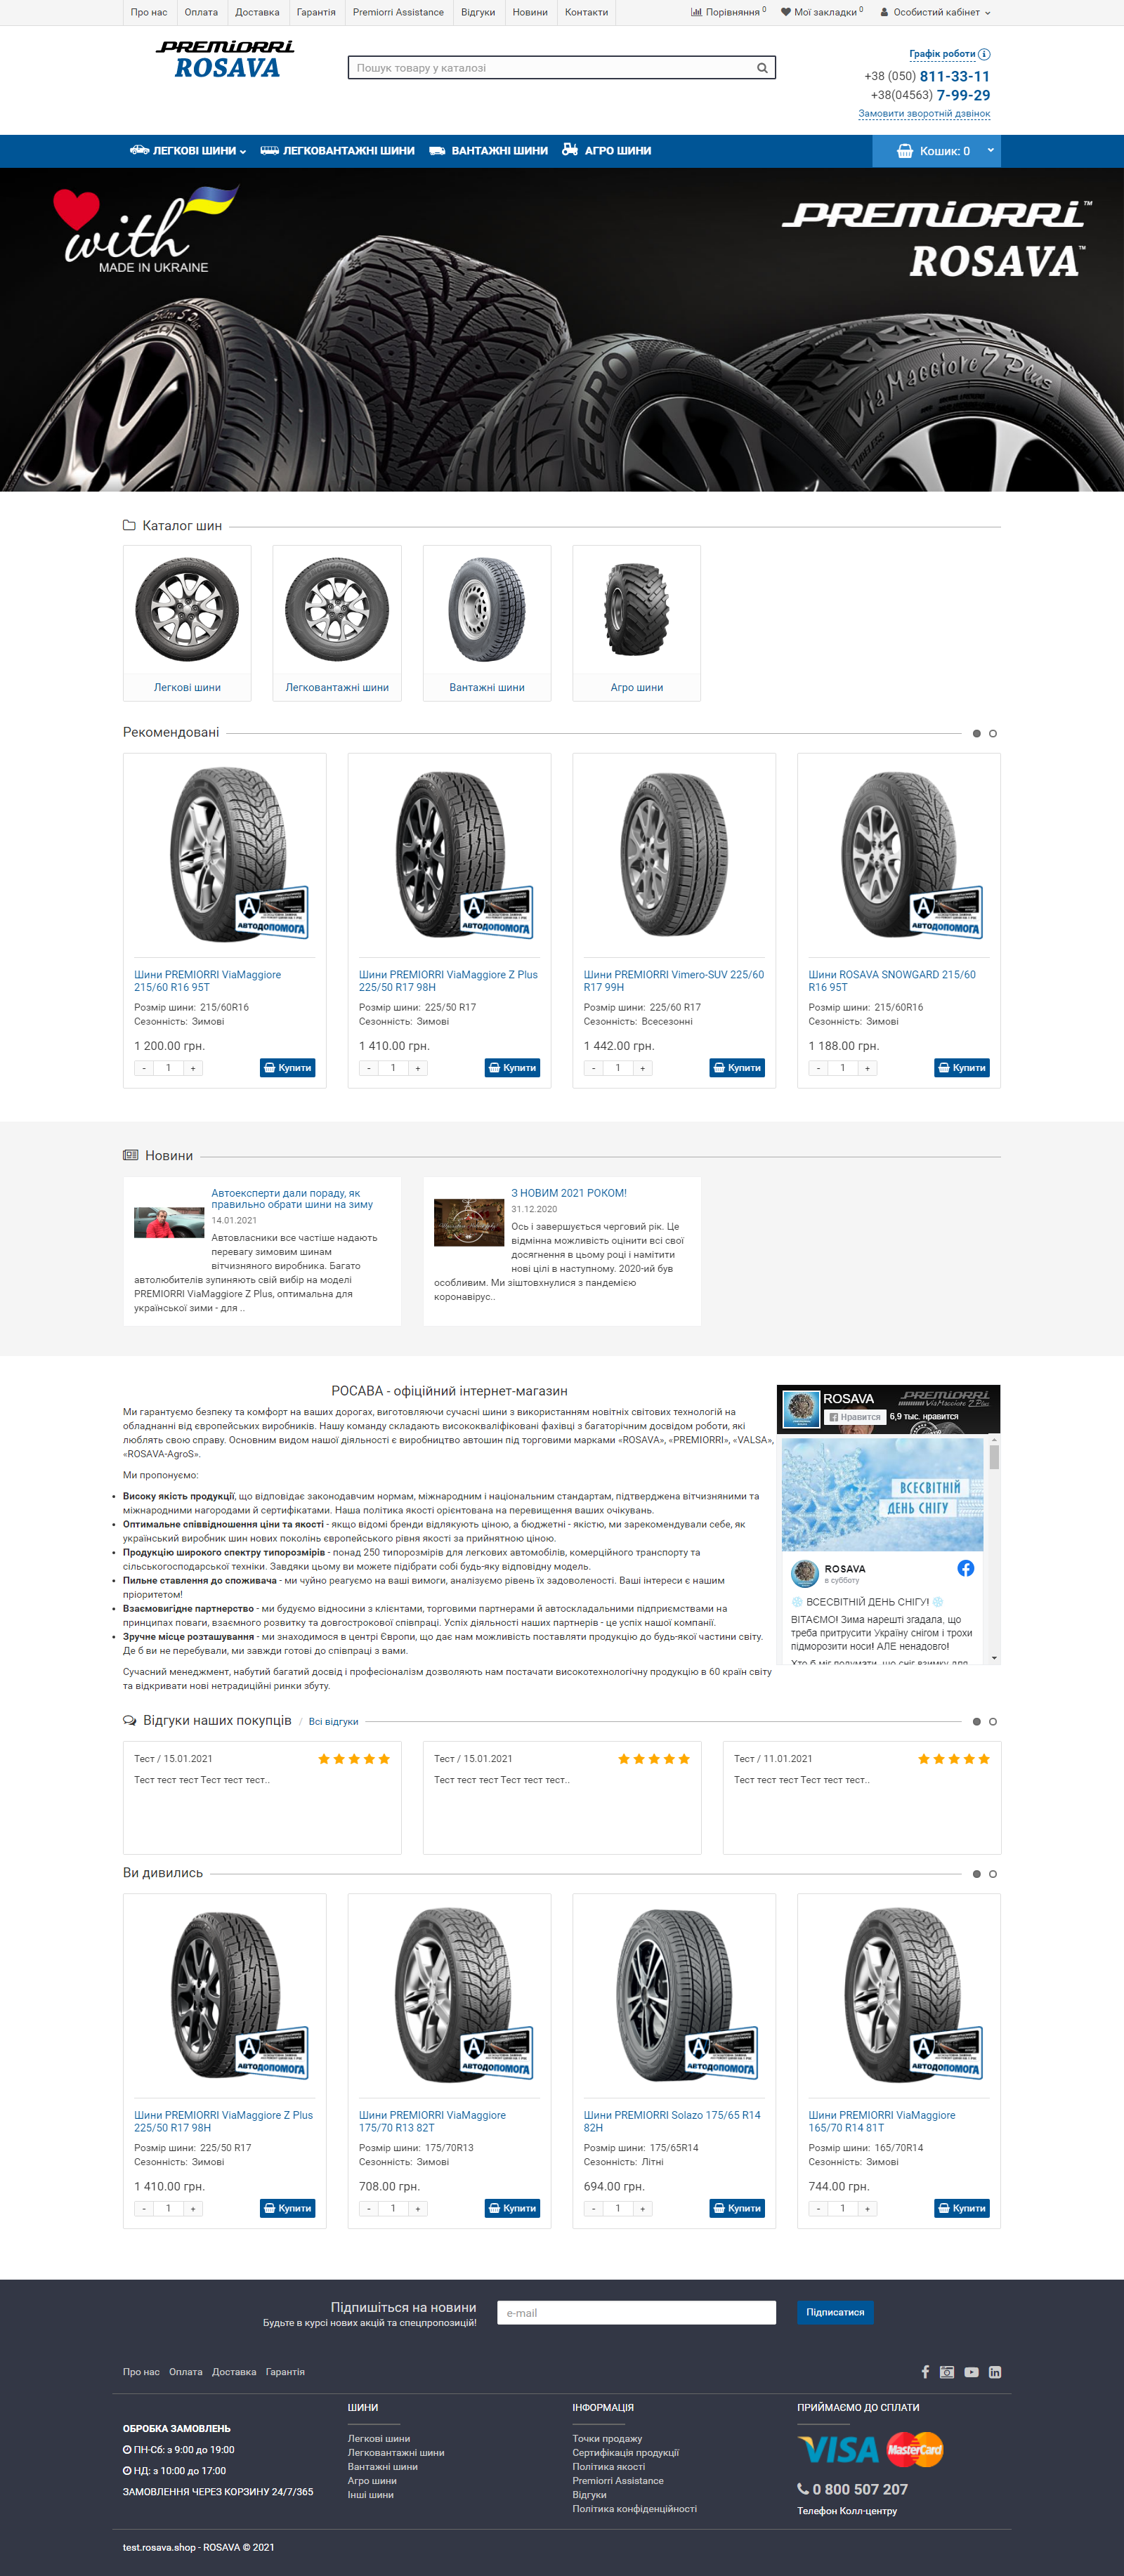 Про нас
Оплата
Доставка
Гарантія
Premiorri Assistance
Відгуки
Новини
Контакти
Порівняння 0
Мої закладки 0
Особистий кабінет
PREMIORRI
ROSAVA
Пошук товару у каталозі
Графік роботи
+38 (050) 811-33-11
+38(04563) 7-99-29
Замовити зворотній дзвінок
ЛЕГКОВІ ШИНИ
ЛЕГКОВАНТАЖНІ ШИНИ
ВАНТАЖНІ ШИНИ
АГРО ШИНИ
Кошик: 0
with
MADE IN UKRAINE
PREMIORRI™
ROSAVA™
ViaMaggiore Z Plus
Каталог шин
Легкові шини
Легковантажні шини
Вантажні шини
Агро шини
Рекомендовані
АВТОДОПОМОГА
АВТОДОПОМОГА
АВТОДОПОМОГА
Шини PREMIORRI ViaMaggiore
215/60 R16 95T
Розмір шини: 215/60R16
Сезонність: Зимові
1 200.00 грн.
- 1 +
Купити
Шини PREMIORRI ViaMaggiore Z Plus
225/50 R17 98H
Розмір шини: 225/50 R17
Сезонність: Зимові
1 410.00 грн.
- 1 +
Купити
Шини PREMIORRI Vimero-SUV 225/60
R17 99H
Розмір шини: 225/60 R17
Сезонність: Всесезонні
1 442.00 грн.
- 1 +
Купити
Шини ROSAVA SNOWGARD 215/60
R16 95T
Розмір шини: 215/60R16
Сезонність: Зимові
1 188.00 грн.
- 1 +
Купити
Новини
Автоексперти дали пораду, як
правильно обрати шини на зиму
14.01.2021
Автовласники все частіше надають
перевагу зимовим шинам
вітчизняного виробника. Багато
автолюбителів зупиняють свій вибір на моделі
PREMIORRI ViaMaggiore Z Plus, оптимальна для
української зими - для ..
З НОВИМ 2021 РОКОМ!
31.12.2020
Ось і завершується черговий рік. Це
відмінна можливість оцінити всі свої
досягнення в цьому році і намітити
нові цілі в наступному. 2020-ий був
особливим. Ми зіштовхнулися з пандемією
коронавірус..
РОСАВА - офіційний інтернет-магазин
Ми гарантуємо безпеку та комфорт на ваших дорогах, виготовляючи сучасні шини з використанням новітніх світових технологій на
обладнанні від європейських виробників. Нашу команду складають висококваліфіковані фахівці з багаторічним досвідом роботи, які
люблять свою справу. Основним видом нашої діяльності є виробництво автошин під торговими марками «ROSAVA», «PREMIORRI», «VALSA»,
«ROSAVA-AgroS».
Ми пропонуємо:
Високу якість продукції, що відповідає законодавчим нормам, міжнародним і національним стандартам, підтверджена вітчизняними та
міжнародними нагородами й сертифікатами. Наша політика якості орієнтована на перевищення ваших очікувань.
Оптимальне співвідношення ціни та якості - якщо відомі бренди відлякують ціною, а бюджетні - якістю, ми зарекомендували себе, як
український виробник шин нових поколінь європейського рівня якості за прийнятною ціною.
Продукцію широкого спектру типорозмірів - понад 250 типорозмірів для легкових автомобілів, комерційного транспорту та
сільськогосподарської техніки. Завдяки цьому ви можете підібрати собі будь-яку відповідну модель.
Пильне ставлення до споживача - ми чуйно реагуємо на ваші вимоги, аналізуємо рівень їх задоволеності. Ваші інтереси є нашим
пріоритетом!
Взаємовигідне партнерство - ми будуємо відносини з клієнтами, торговими партнерами й автоскладальними підприємствами на
принципах поваги, взаємного розвитку та довгострокової співпраці. Успіх діяльності наших партнерів - це успіх нашої компанії.
Зручне місце розташування - ми знаходимося в центрі Європи, що дає нам можливість поставляти продукцію до будь-якої частини світу.
Де б ви не перебували, ми завжди готові до співпраці з вами.
Сучасний менеджмент, набутий багатий досвід і професіоналізм дозволяють нам постачати високотехнологічну продукцію в 60 країн світу
та відкривати нові нетрадиційні ринки збуту.
ROSAVA
PREMIORRI
Нравится
6,9 тыс. нравится
ВСЕСВІТНІЙ
ДЕНЬ СНІГУ
ROSAVA
в субботу
ВСЕСВІТНІЙ ДЕНЬ СНІГУ!
ВІТАЄМО! Зима нарешті згадала, що
треба притрусити Україну снігом і трохи
підморозити носи! АЛЕ ненадовго!
Хто б міг подумати, що сніг взимку для
Відгуки наших покупців / Всі відгуки
Тест / 15.01.2021
Тест тест тест Тест тест тест..
Тест / 15.01.2021
Тест тест тест Тест тест тест..
Тест / 11.01.2021
Тест тест тест Тест тест тест..
Ви дивились
АВТОДОПОМОГА
АВТОДОПОМОГА
АВТОДОПОМОГА
АВТОДОПОМОГА
Шини PREMIORRI ViaMaggiore Z Plus
225/50 R17 98H
Розмір шини: 225/50 R17
Сезонність: Зимові
1 410.00 грн.
- 1 +
Купити
Шини PREMIORRI ViaMaggiore
175/70 R13 82T
Розмір шини: 175/70R13
Сезонність: Зимові
708.00 грн.
- 1 +
Купити
Шини PREMIORRI Solazo 175/65 R14
82H
Розмір шини: 175/65R14
Сезонність: Літні
694.00 грн.
- 1 +
Купити
Шини PREMIORRI ViaMaggiore
165/70 R14 81T
Розмір шини: 165/70R14
Сезонність: Зимові
744.00 грн.
- 1 +
Купити
Підпишіться на новини
Будьте в курсі нових акцій та спецпропозицій!
e-mail
Підписатися
Про нас
Оплата
Доставка
Гарантія
ОБРОБКА ЗАМОВЛЕНЬ
ПН-Сб: з 9:00 до 19:00
НД: з 10:00 до 17:00
ЗАМОВЛЕННЯ ЧЕРЕЗ КОРЗИНУ 24/7/365
ШИНИ
Легкові шини
Легковантажні шини
Вантажні шини
Агро шини
Інші шини
ІНФОРМАЦІЯ
Точки продажу
Сертифікація продукції
Політика якості
Premiorri Assistance
Відгуки
Політика конфіденційності
ПРИЙМАЄМО ДО СПЛАТИ
VISA
MasterCard
0 800 507 207
Телефон Колл-центру
test.rosava.shop - ROSAVA © 2021